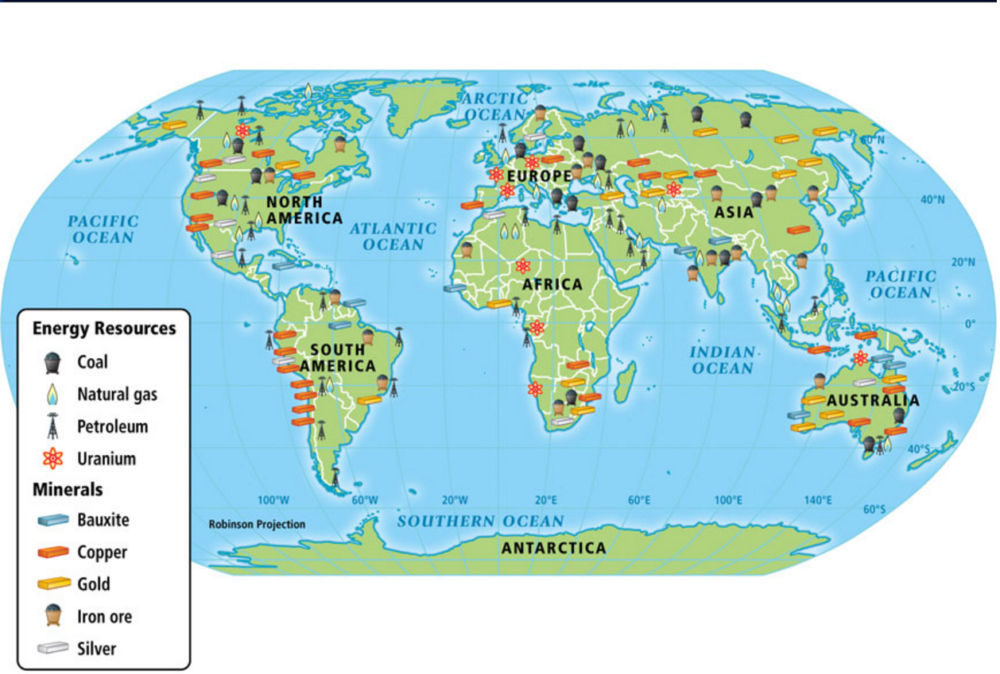 ARCTIC
OCEAN
60°N
EUROPE
NORTH
AMERICA
ASIA
40°N
PACIFIC
OCEAN
ATLANTIC
OCEAN
20°N
AFRICA
PACIFIC
OCEAN
0°
SOUTH
AMERICA
INDIAN
OCEAN
20°S
AUSTRALIA
40°S
100°W
60°W
20°W
20°E
60°E
100°E
140°E
60°S
Robinson Projection
SOUTHERN OCEAN
ANTARCTICA
Energy Resources
Coal
Natural gas
Petroleum
Uranium
Minerals
Bauxite
Copper
Gold
Iron ore
Silver